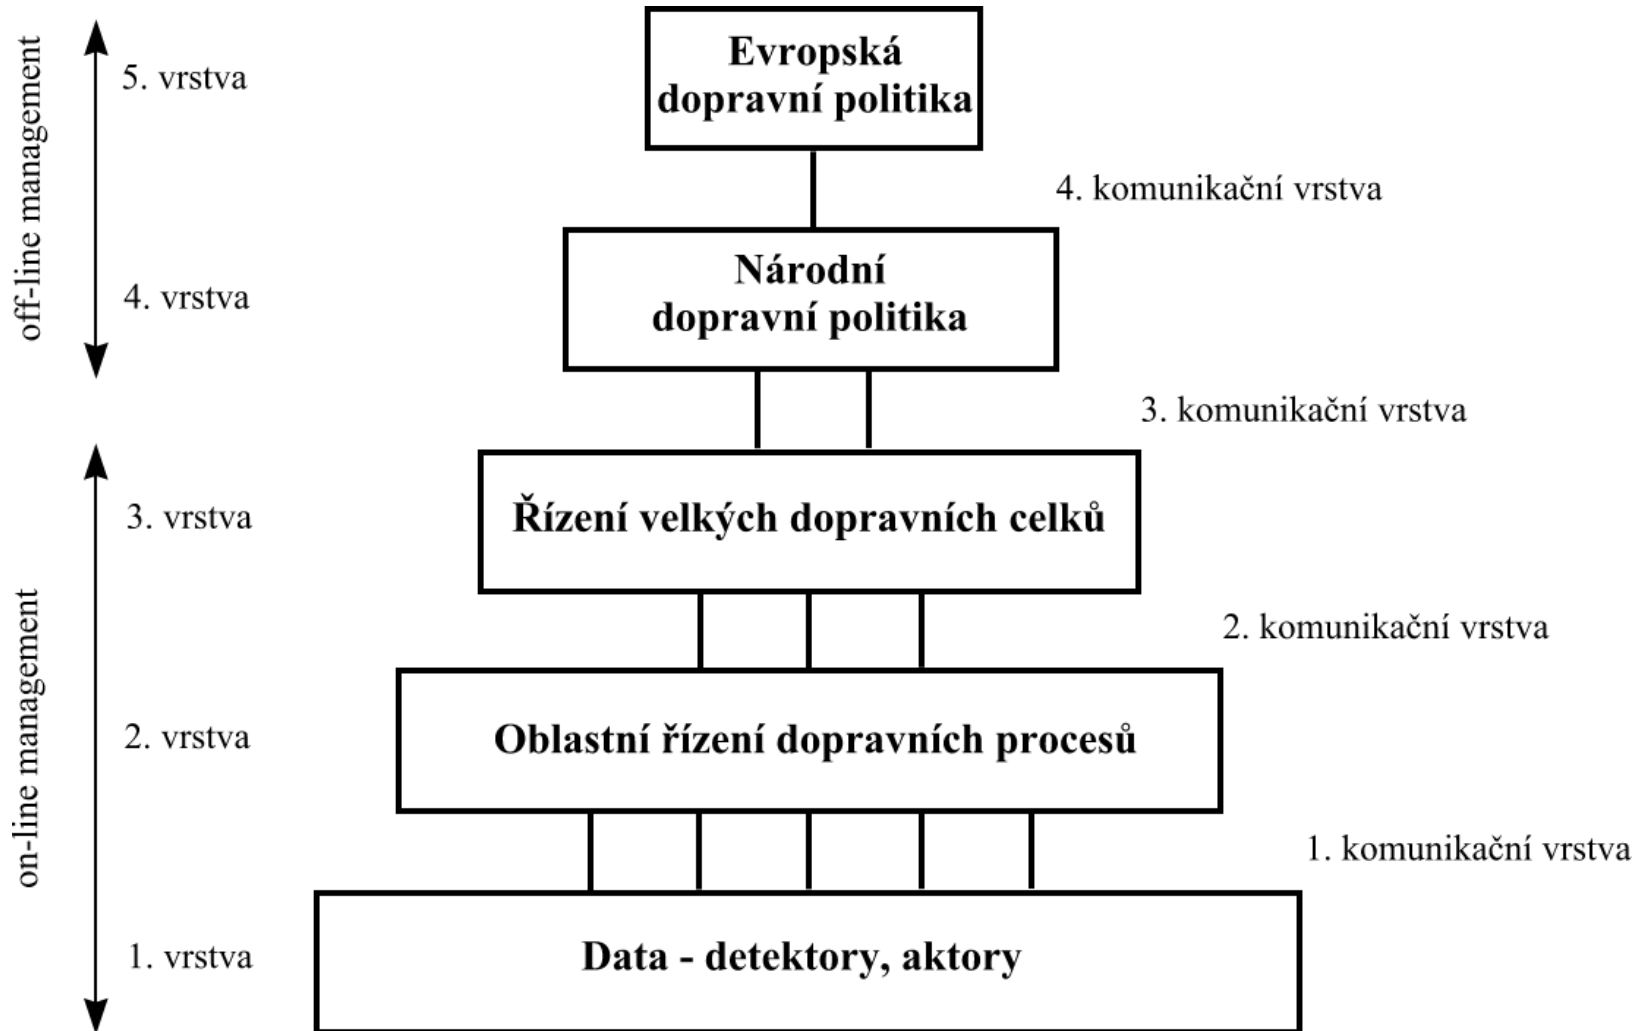 Evropská
dopravní politika
5. vrstva
off-line management
4. komunikační vrstva
Národní
dopravní politika
4. vrstva
3. komunikační vrstva
Řízení velkých dopravních celků
3. vrstva
2. komunikační vrstva
on-line management
Oblastní řízení dopravních procesů
2. vrstva
1. komunikační vrstva
Data - detektory, aktory
1. vrstva